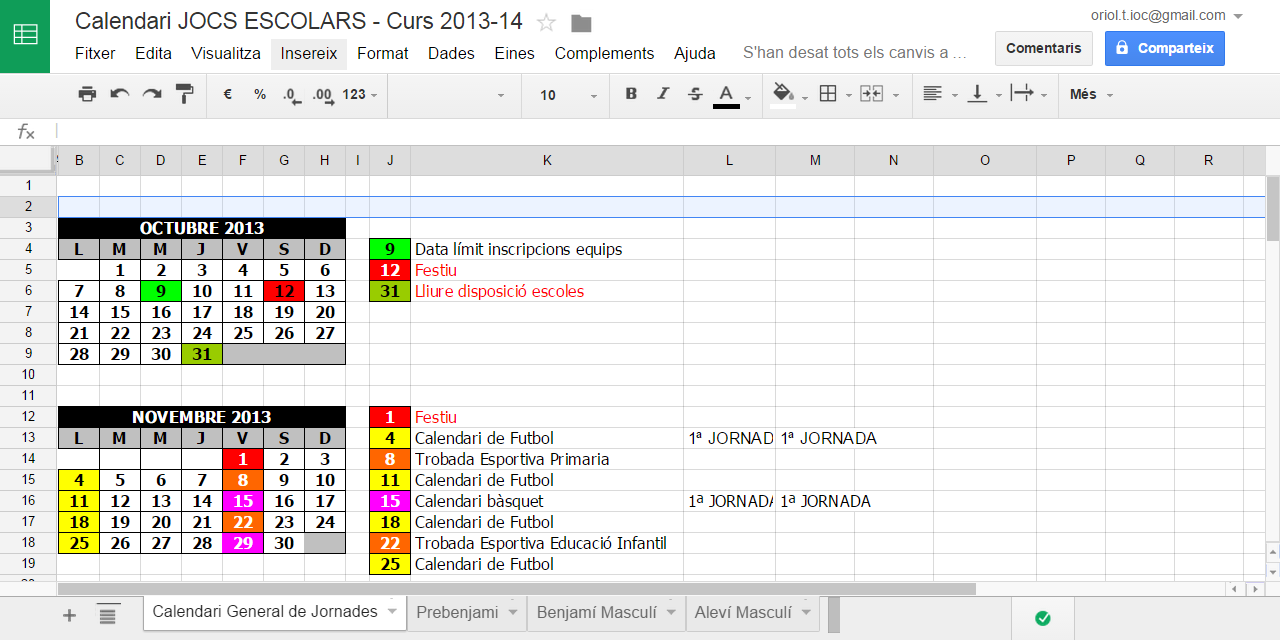 Calendari JOCS ESCOLARS - Curs 2013-14
oriol.t.ioc@gmail.com
Fitxer Edita Visualitza Insereix Format Dades Eines Complements Ajuda S'han desat tots els canvis a ...
Comentaris Comparteix
€ % .0 .00 123 10 B I S A Més
fx
B C D E F G H I J K L M N O P Q R
1
2
3 OCTUBRE 2013
4 L M M J V S D 9 Data límit inscripcions equips
5 1 2 3 4 5 6 12 Festiu
6 7 8 9 10 11 12 13 31 Lliure disposició escoles
7 14 15 16 17 18 19 20
8 21 22 23 24 25 26 27
9 28 29 30 31
10
11
12 NOVEMBRE 2013 1 Festiu
13 L M M J V S D 4 Calendari de Futbol 1ª JORNAD 1ª JORNADA
14 1 2 3 8 Trobada Esportiva Primaria
15 4 5 6 7 8 9 10 11 Calendari de Futbol
16 11 12 13 14 15 16 17 15 Calendari bàsquet 1ª JORNADA 1ª JORNADA
17 18 19 20 21 22 23 24 18 Calendari de Futbol
18 25 26 27 28 29 30 22 Trobada Esportiva Educació Infantil
19 25 Calendari de Futbol
Calendari General de Jornades Prebenjami Benjamí Masculí Aleví Masculí